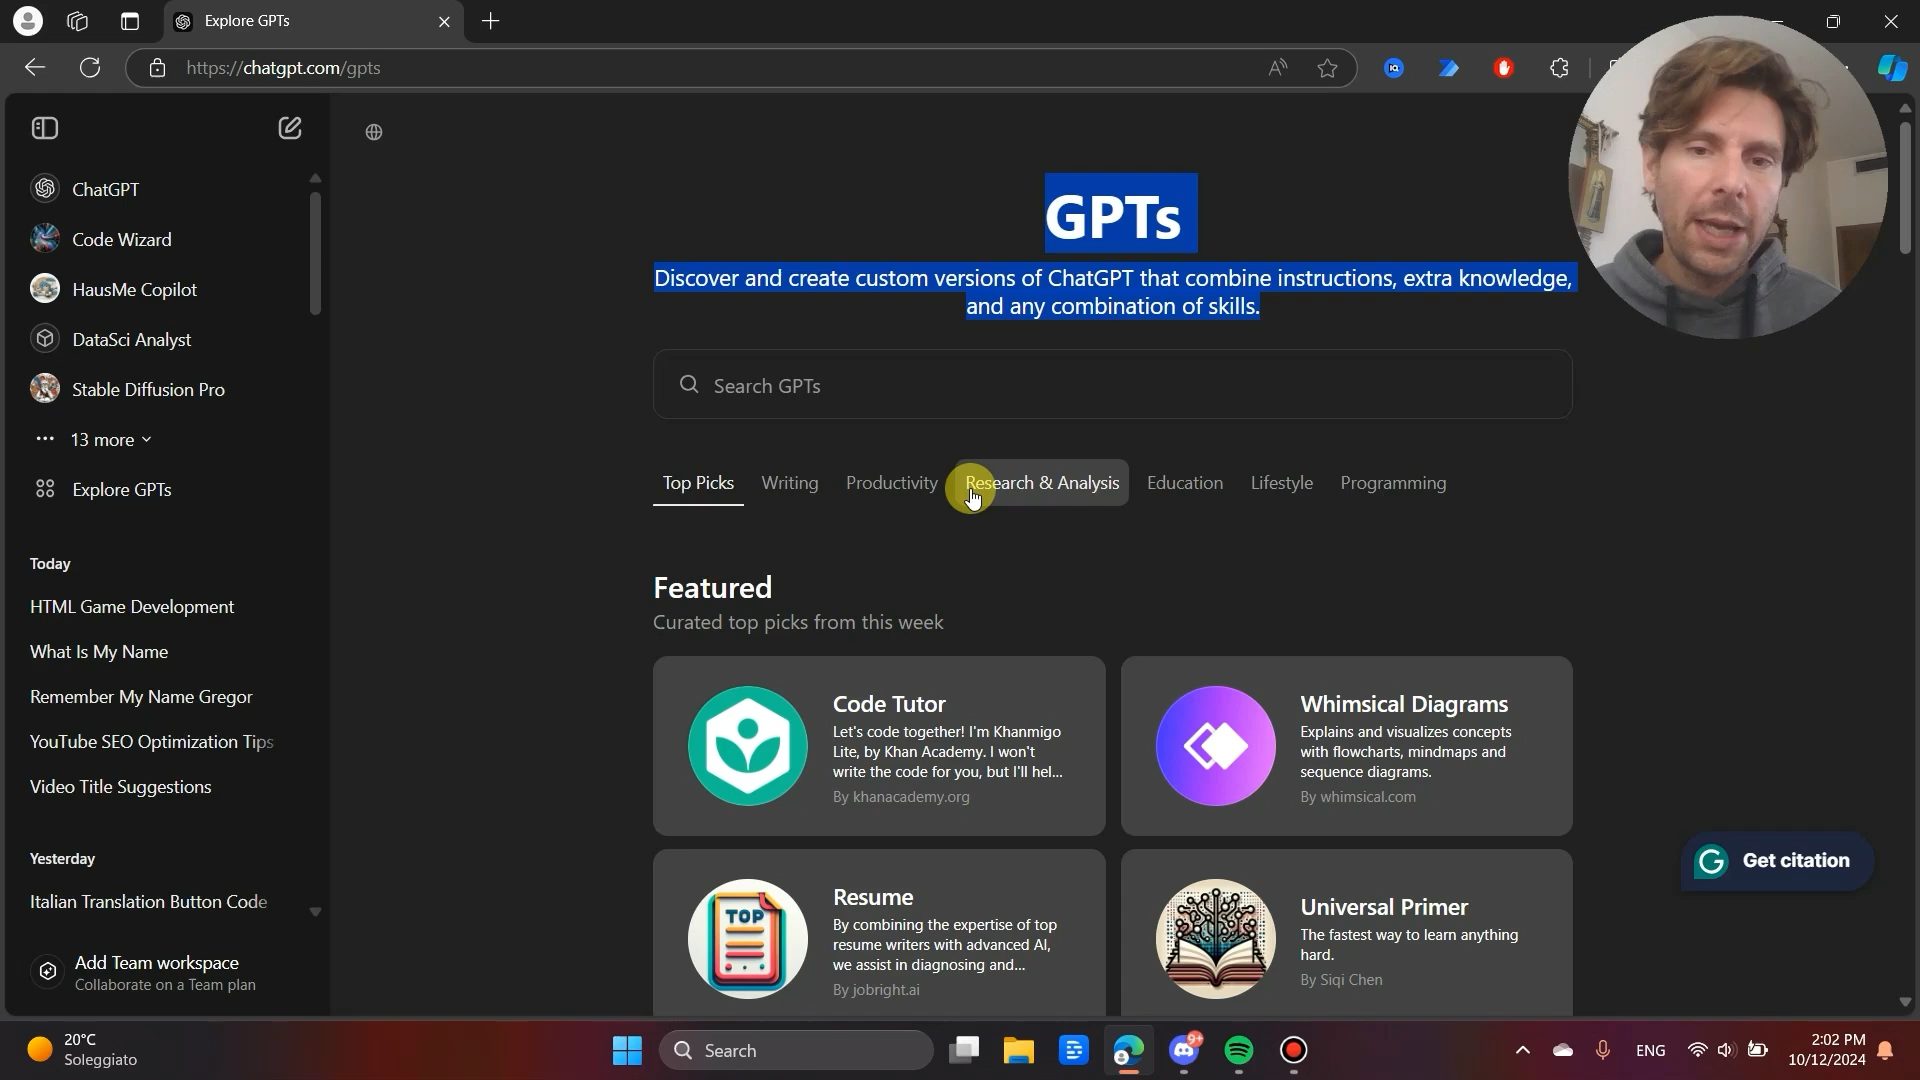 Explore GPTs
https://chatgpt.com/gpts
ChatGPT
Code Wizard
HausMe Copilot
DataSci Analyst
Stable Diffusion Pro
13 more
Explore GPTs
Today
HTML Game Development
What Is My Name
Remember My Name Gregor
YouTube SEO Optimization Tips
Video Title Suggestions
Yesterday
Italian Translation Button Code
Add Team workspace
Collaborate on a Team plan
GPTs
Discover and create custom versions of ChatGPT that combine instructions, extra knowledge,
and any combination of skills.
Search GPTs
Top Picks Writing Productivity Research & Analysis Education Lifestyle Programming
Featured
Curated top picks from this week
Code Tutor
Let's code together! I'm Khanmigo
Lite, by Khan Academy. I won't
write the code for you, but I'll hel...
By khanacademy.org
Whimsical Diagrams
Explains and visualizes concepts
with flowcharts, mindmaps and
sequence diagrams.
By whimsical.com
Resume
By combining the expertise of top
resume writers with advanced AI,
we assist in diagnosing and...
By jobright.ai
TOP
Universal Primer
The fastest way to learn anything
hard.
By Siqi Chen
Get citation
20°C
Soleggiato
Search
9+
ENG
2:02 PM
10/12/2024